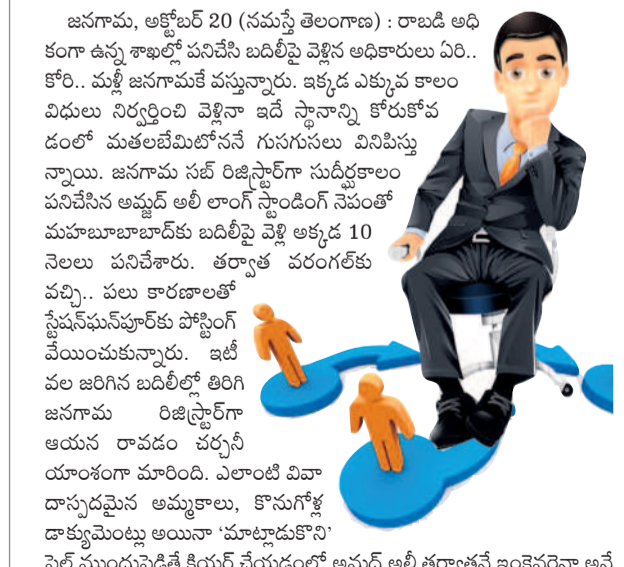 జనగామ, అక్టోబర్ 20 (నమస్తే తెలంగాణ) : రాబడి అధి
కంగా ఉన్న శాఖల్లో పనిచేసి బదిలీపై వెళ్లిన అధికారులు ఏరి..
కోరి.. మళ్లీ జనగామకే వస్తున్నారు. ఇక్కడ ఎక్కువ కాలం
విధులు నిర్వర్తించి వెళ్లినా ఇదే స్థానాన్ని కోరుకోవ
డంలో మతలబేమిటోననే గుసగుసలు వినిపిస్తు
న్నాయి. జనగామ సబ్ రిజిస్ట్రార్‌గా సుదీర్ఘకాలం
పనిచేసిన అమ్జద్ అలీ లాంగ్ స్టాండింగ్ నెపంతో
మహబూబాబాద్‌కు బదిలీపై వెళ్లి అక్కడ 10
నెలలు పనిచేశారు. తర్వాత వరంగల్‌కు
వచ్చి.. పలు కారణాలతో
స్టేషన్‌ఘన్‌పూర్‌కు పోస్టింగ్
వేయించుకున్నారు. ఇటీ
వల జరిగిన బదిలీల్లో తిరిగి
జనగామ రిజిస్ట్రార్‌గా
ఆయన రావడం చర్చనీ
యాంశంగా మారింది. ఎలాంటి వివా
దాస్పదమైన అమ్మకాలు, కొనుగోళ్ల
డాక్యుమెంట్లు అయినా ‘మాట్లాడుకొని’